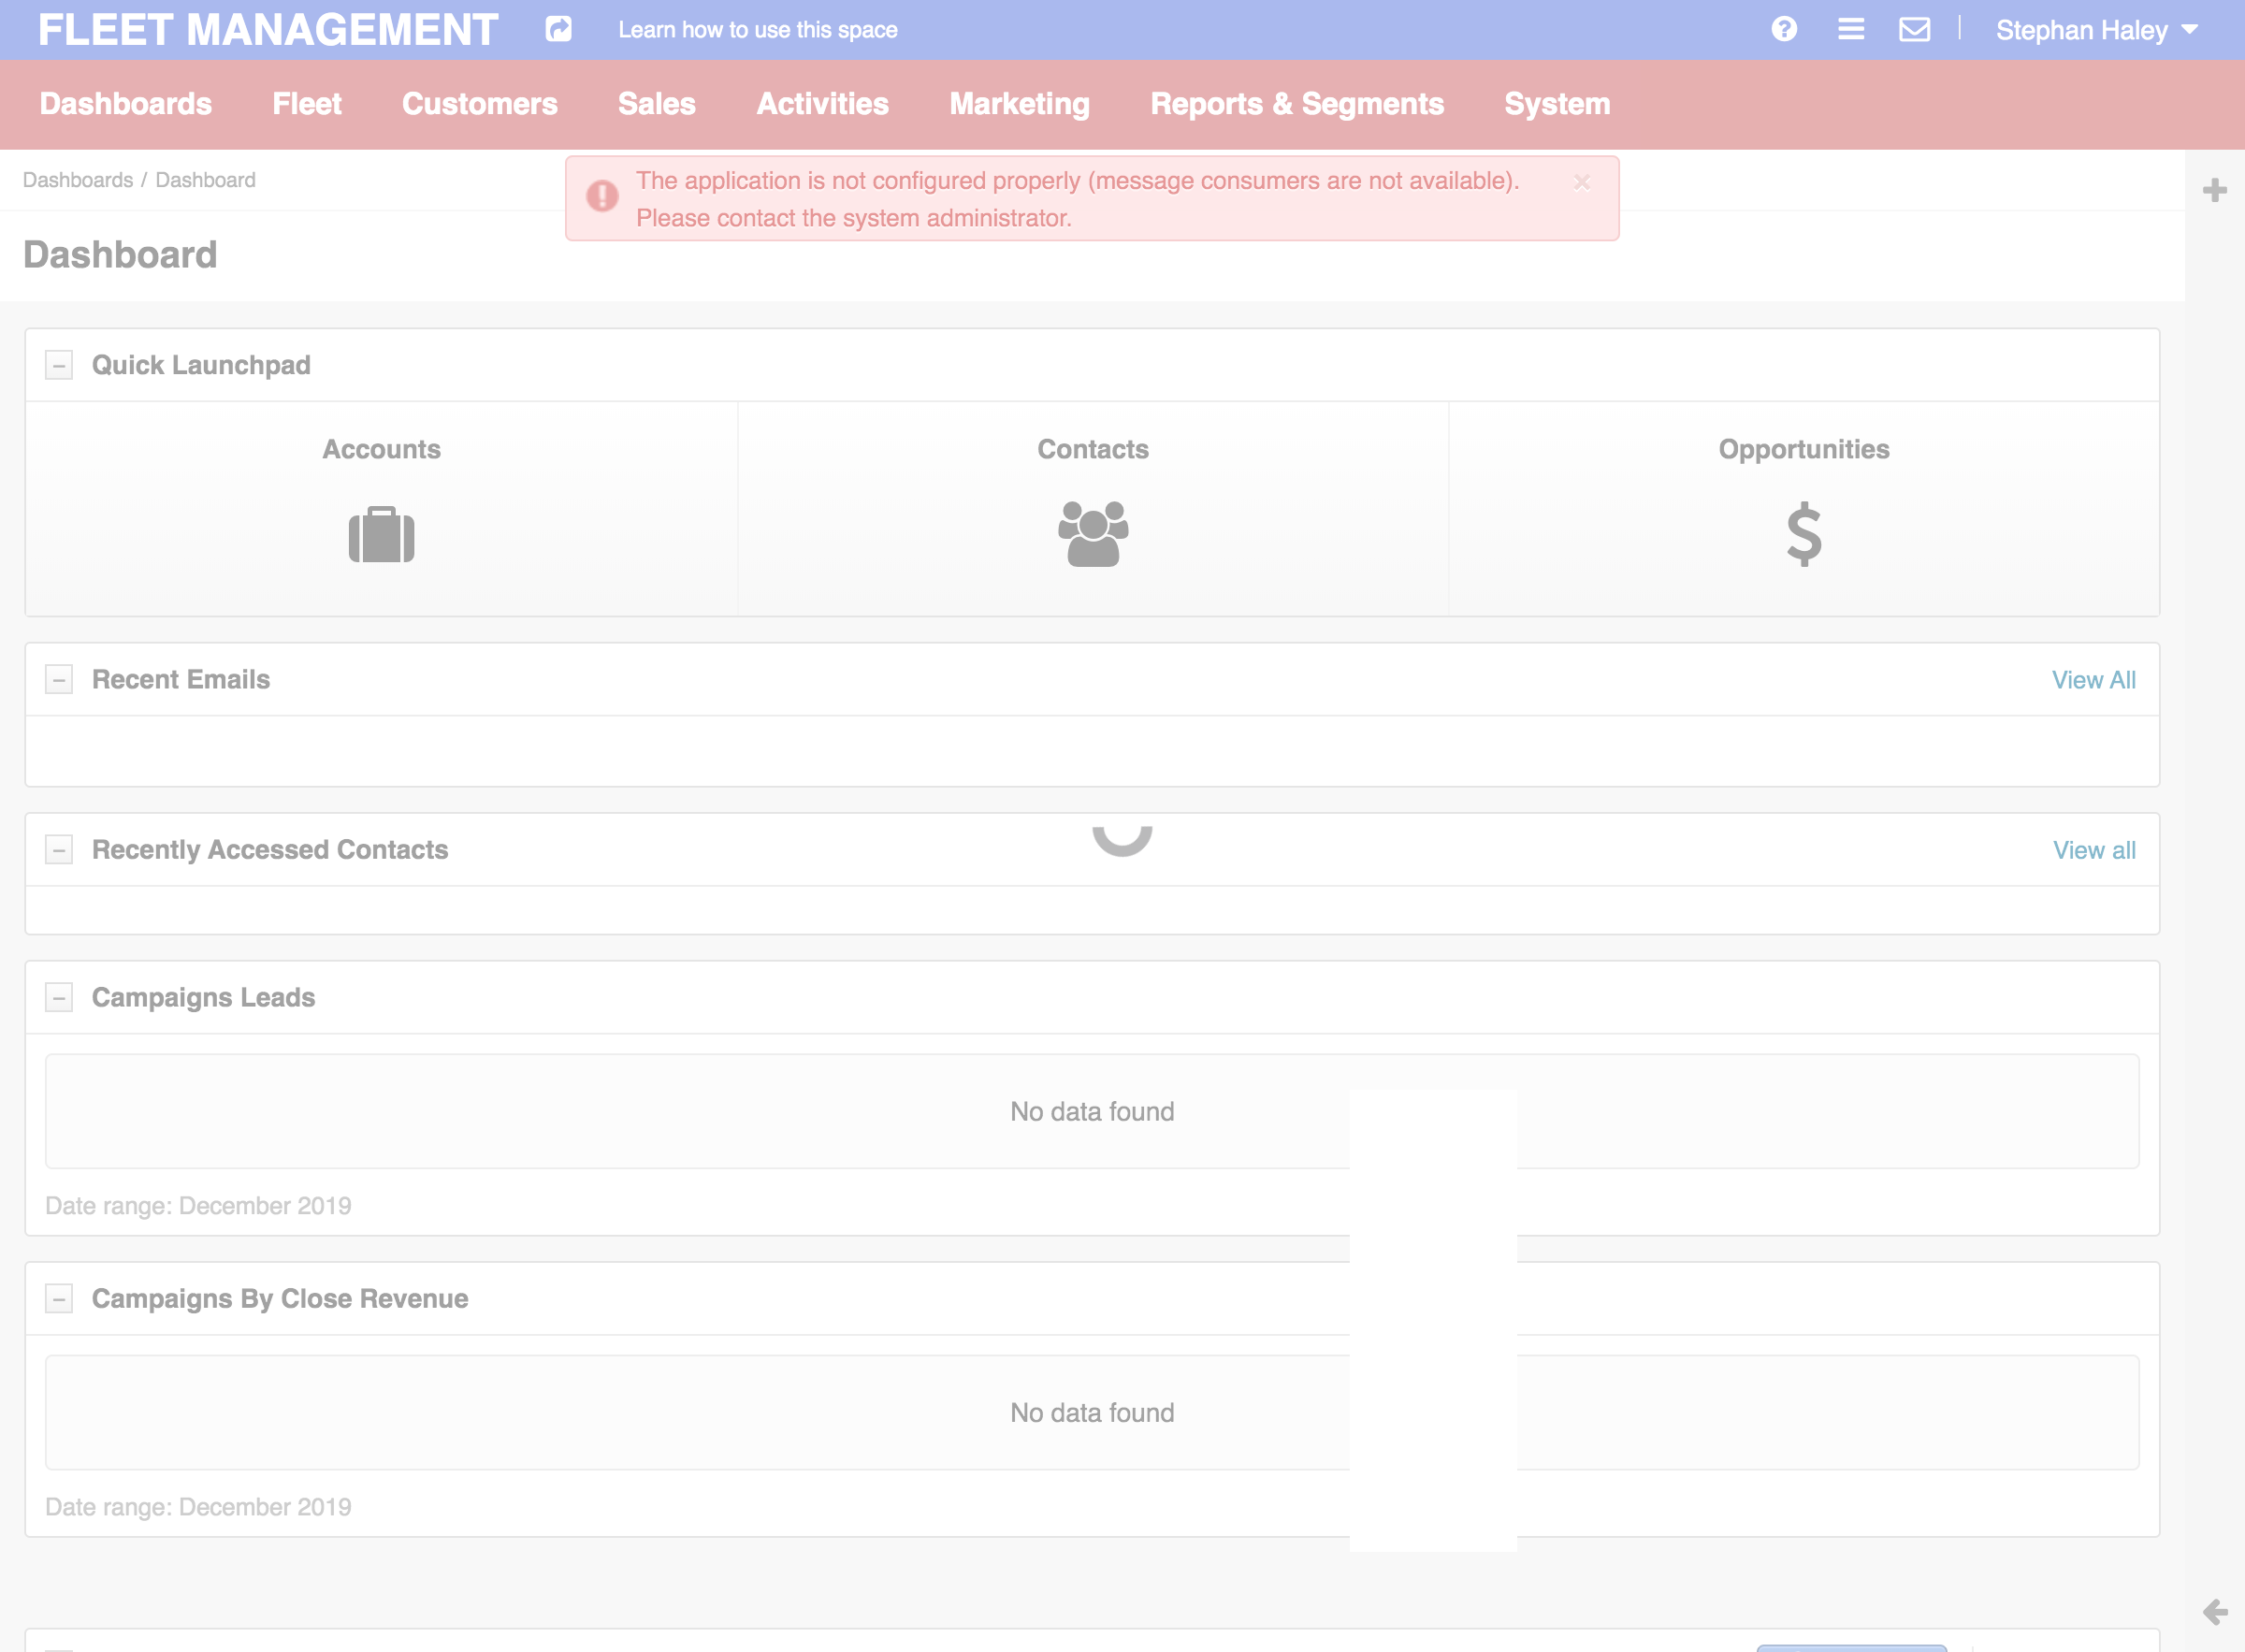 FLEET MANAGEMENT
Learn how to use this space
Stephan Haley
Dashboards
Fleet
Customers
Sales
Activities
Marketing
Reports & Segments
System
Dashboards / Dashboard
The application is not configured properly (message consumers are not available).
Please contact the system administrator.
Dashboard
Quick Launchpad
Accounts
Contacts
Opportunities
Recent Emails
View All
Recently Accessed Contacts
View all
Campaigns Leads
No data found
Date range: December 2019
Campaigns By Close Revenue
No data found
Date range: December 2019